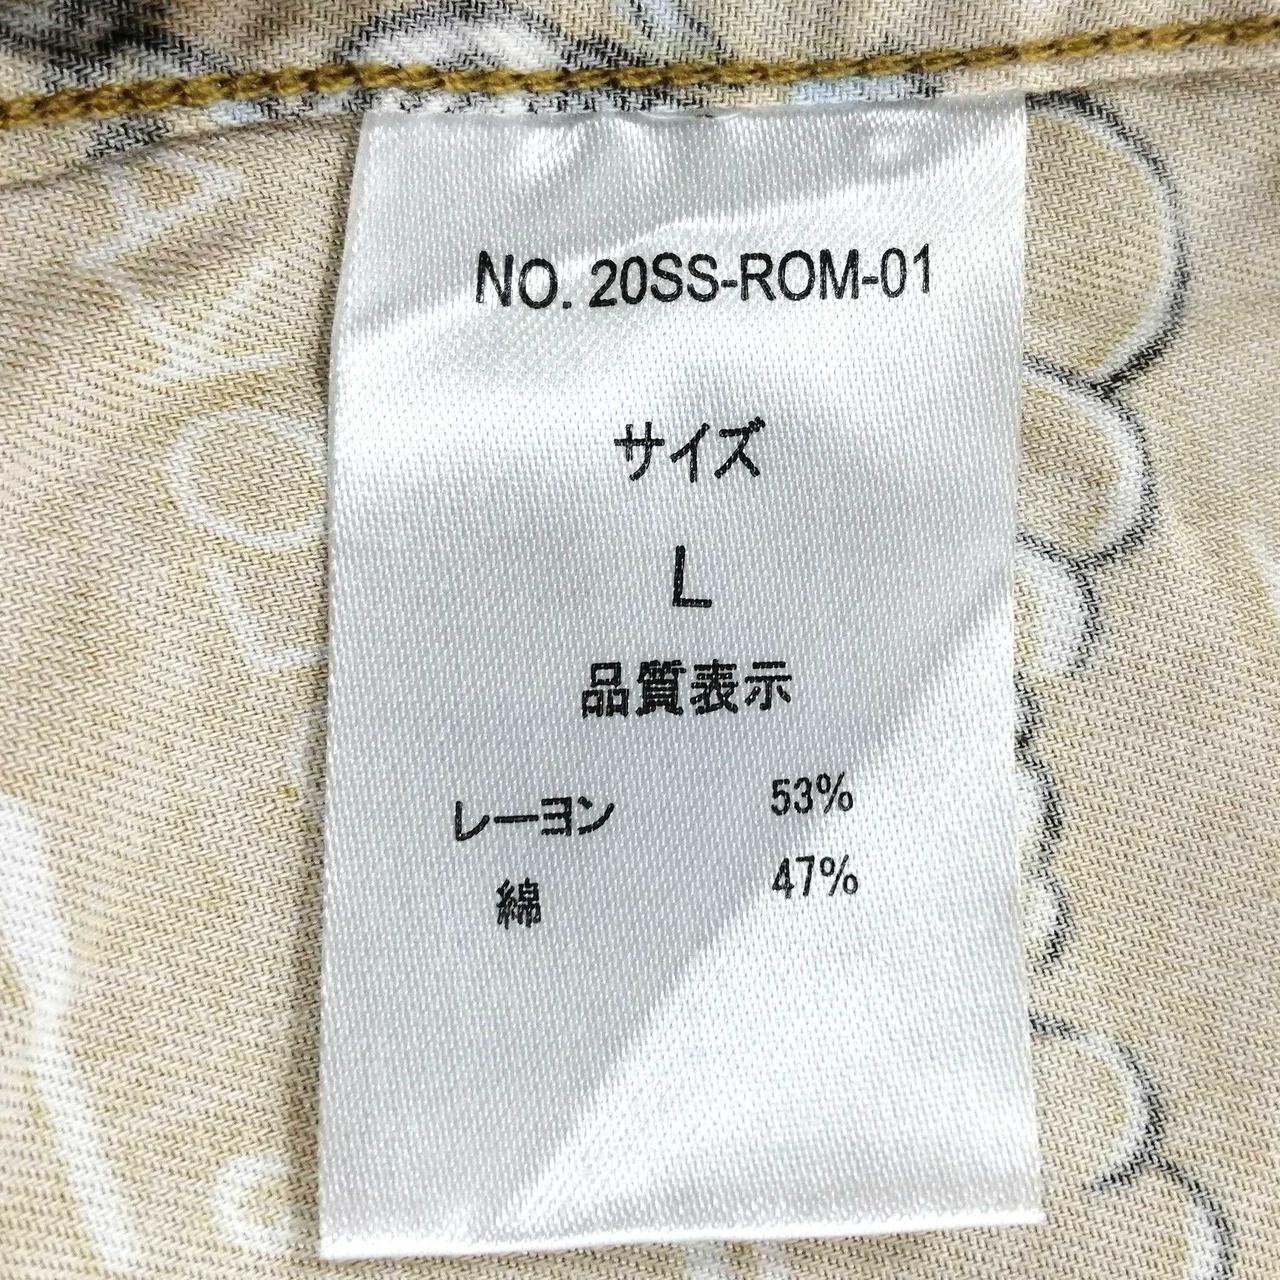 NO. 20SS-ROM-01
サイズ
L
品質表示
レーヨン 53%
綿 47%